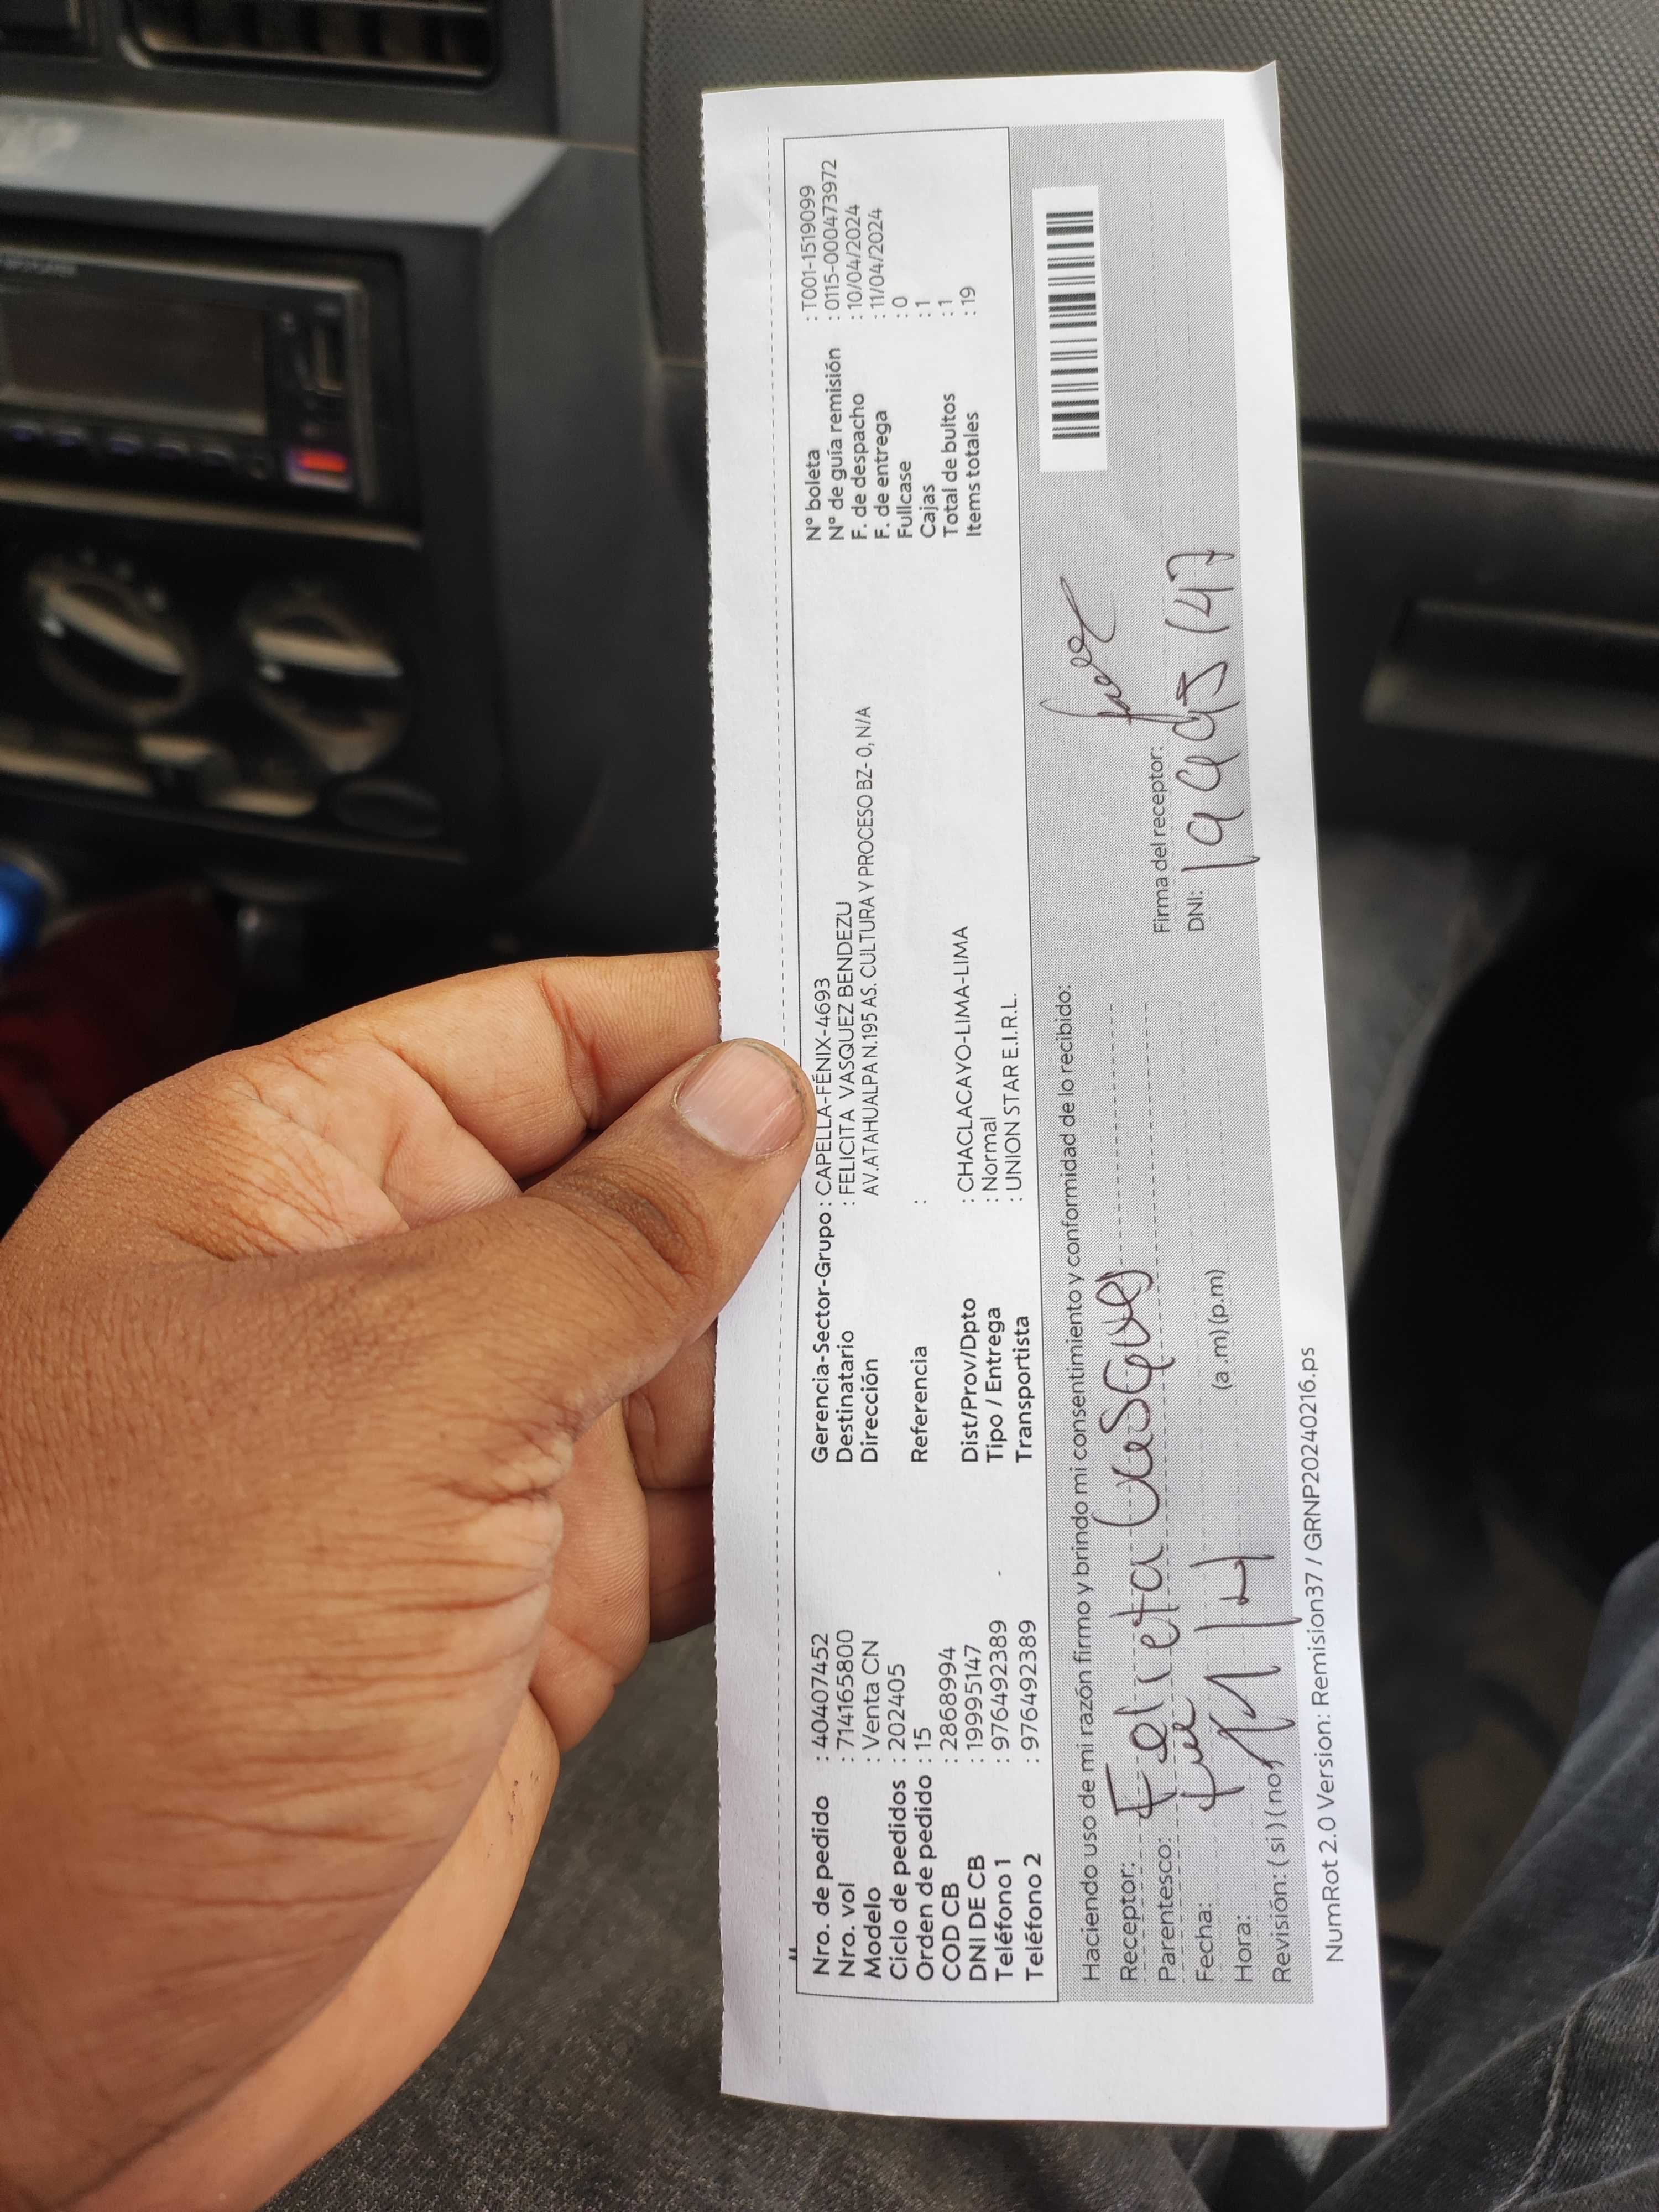 Nro. de pedido : 40407452
Nro. vol : 714165800
Modelo : Venta CN
Ciclo de pedidos : 202405
Orden de pedido : 15
COD CB : 2868994
DNI DE CB : 19995147
Teléfono 1 : 976492389 -
Teléfono 2 : 976492389
Gerencia-Sector-Grupo : CAPELLA-FÉNIX-4693
Destinatario : FELICITA VASQUEZ BENDEZU
Dirección AV.ATAHUALPA N.195 AS. CULTURA Y PROCESO BZ- 0, N/A
Referencia :
Dist/Prov/Dpto : CHACLACAYO-LIMA-LIMA
Tipo / Entrega : Normal
Transportista : UNION STAR E.I.R.L.
N° boleta : T001-1519099
N° de guía remisión : 0115-000473972
F. de despacho : 10/04/2024
F. de entrega : 11/04/2024
Fullcase : 0
Cajas : 1
Total de bultos : 1
Items totales : 19
Haciendo uso de mi razón firmo y brindo mi consentimiento y conformidad de lo recibido:
Receptor:
Parentesco:
Fecha:
Hora: (a.m) (p.m)
Revisión: ( si ) ( no )
Firma del receptor:
DNI: 19995147
NumRot 2.0 Version: Remision37 / GRNP20240216.ps